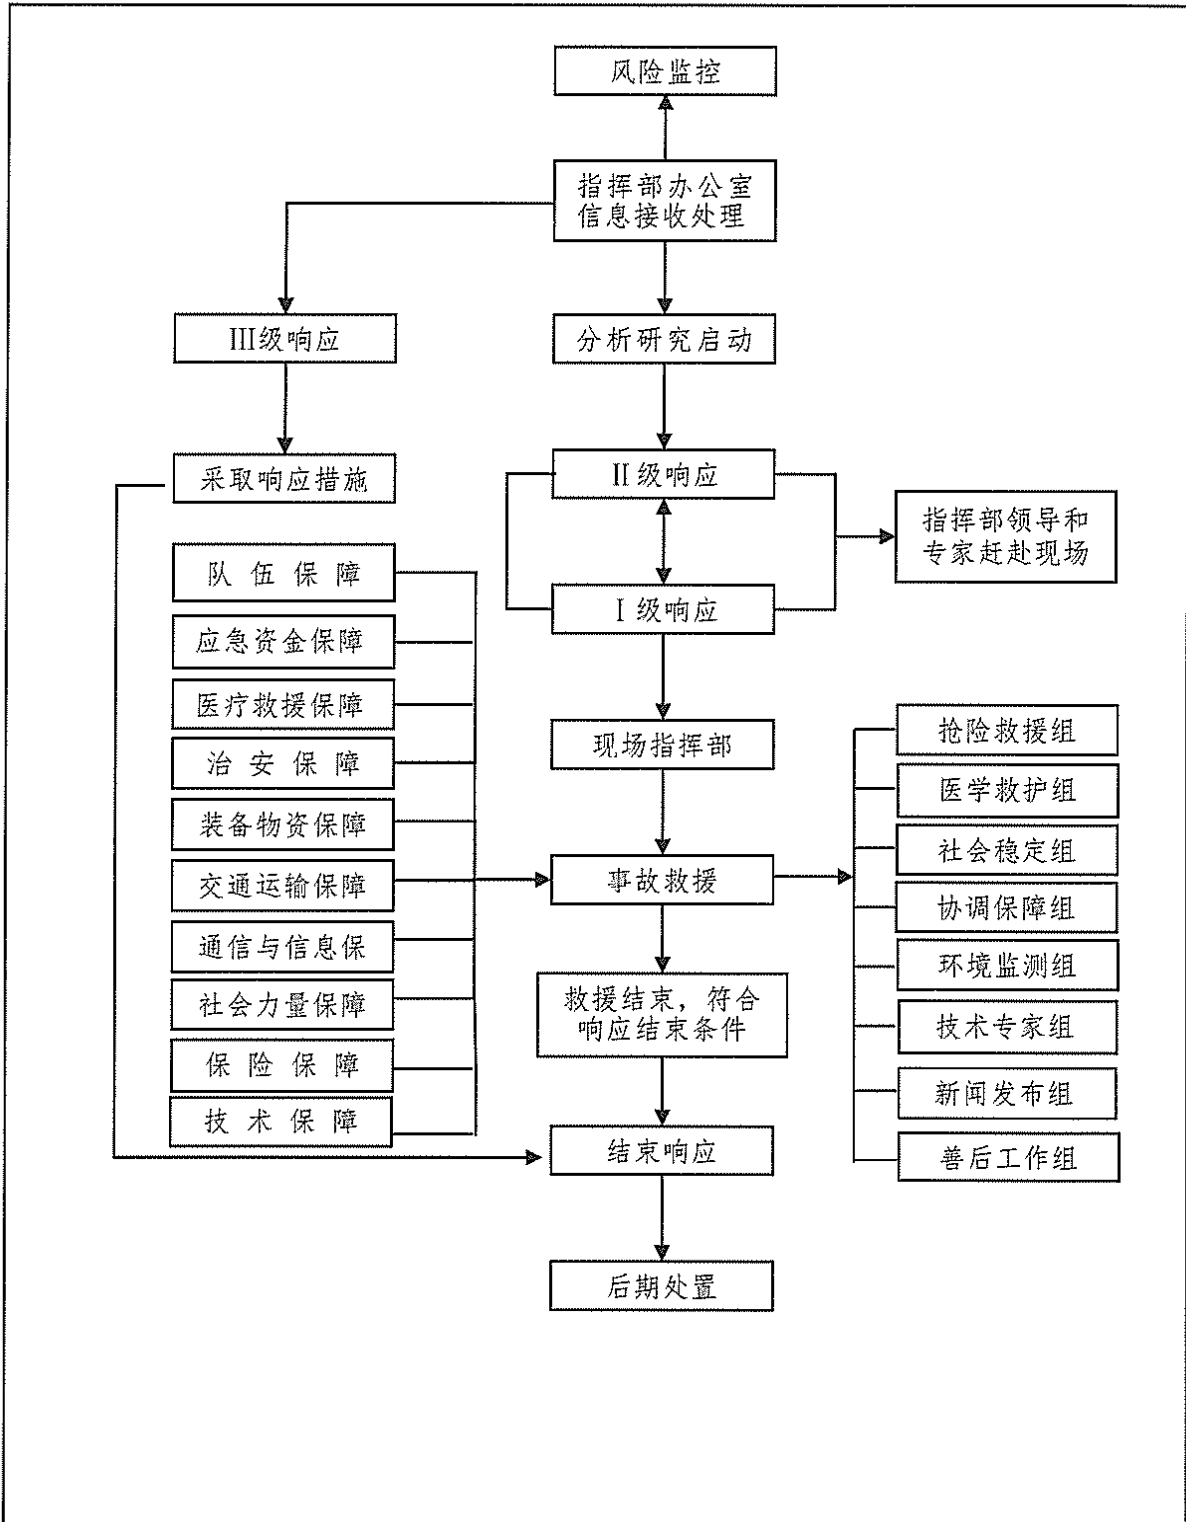 风险监控
指挥部办公室
信息接收处理
III级响应
分析研究启动
采取响应措施
II级响应
指挥部领导和
专家赶赴现场
I级响应
队伍保障
应急资金保障
医疗救援保障
治安保障
装备物资保障
交通运输保障
通信与信息保
社会力量保障
保险保障
技术保障
现场指挥部
事故救援
救援结束，符合
响应结束条件
结束响应
后期处置
抢险救援组
医学救护组
社会稳定组
协调保障组
环境监测组
技术专家组
新闻发布组
善后工作组